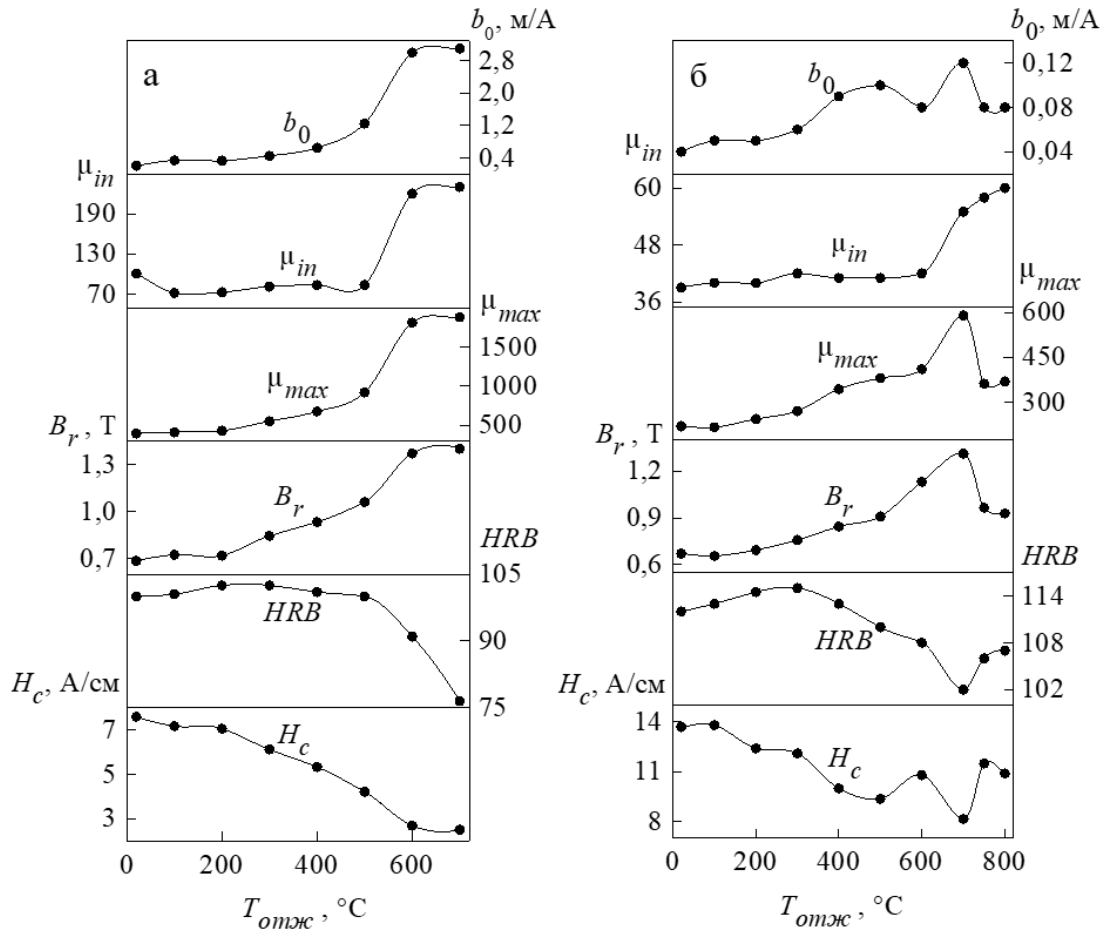 b₀, м/А
а
2,8
2,0
1,2
0,4
b₀
μin
190
130
70
μin
μmax
1500
1000
500
μmax
Br , Т
1,3
1,0
0,7
Br
HRB
105
90
75
HRB
Hc, А/см
7
5
3
Hc
0 200 400 600
Tотж , °C
b₀, м/А
б
0,12
0,08
0,04
b₀
μin
60
48
36
μin
μmax
600
450
300
μmax
Br , Т
1,2
0,9
0,6
Br
HRB
114
108
102
HRB
Hc, А/см
14
11
8
Hc
0 200 400 600 800
Tотж , °C